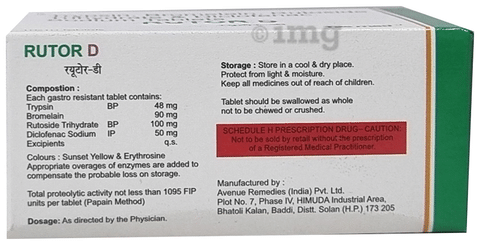 1mg
RUTOR D
रयूटोर-डी
Compostion :
Each gastro resistant tablet contains:
Trypsin BP 48 mg
Bromelain 90 mg
Rutoside Trihydrate BP 100 mg
Diclofenac Sodium IP 50 mg
Excipients q.s.
Colours : Sunset Yellow & Erythrosine
Appropriate overages of enzymes are added to
compensate the probable loss on storage.
Total proteolytic activity not less than 1095 FIP
units per tablet (Papain Method)
Dosage: As directed by the Physician.
Storage : Store in a cool & dry place.
Protect from light & moisture.
Keep all medicines out of reach of children.
Tablet should be swallowed as whole
not to be chewed or crushed.
SCHEDULE H PRESCRIPTION DRUG– CAUTION:
Not to be sold by retail without the prescription
of a Registered Medical Practitioner.
Manufactured by :
Avenue Remedies (India) Pvt. Ltd.
Plot No. 7, Phase IV, HIMUDA Industrial Area,
Bhatoli Kalan, Baddi, Distt. Solan (H.P.) 173 205